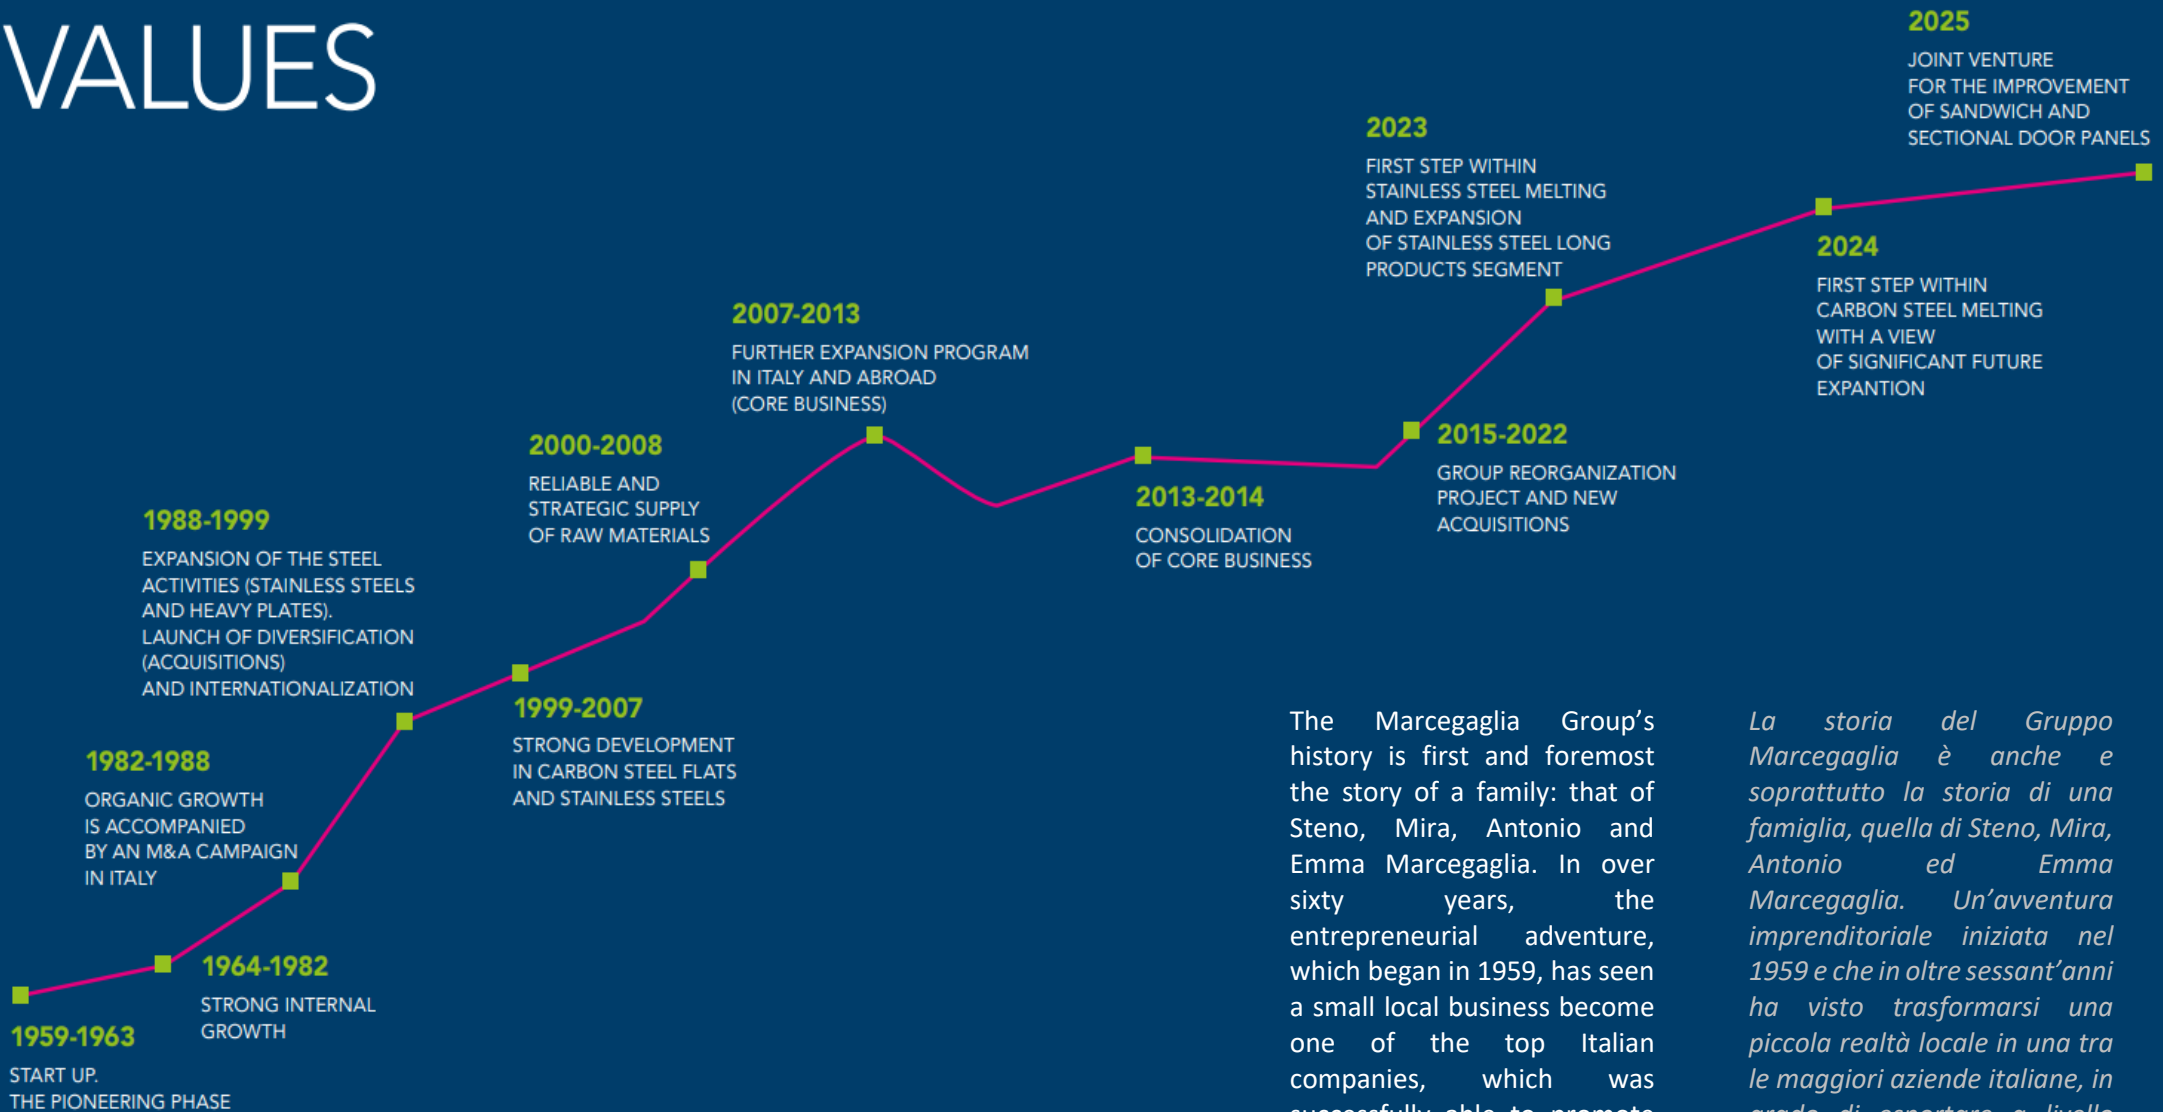 VALUES
1959-1963
START UP.
THE PIONEERING PHASE
1964-1982
STRONG INTERNAL
GROWTH
1982-1988
ORGANIC GROWTH
IS ACCOMPANIED
BY AN M&A CAMPAIGN
IN ITALY
1988-1999
EXPANSION OF THE STEEL
ACTIVITIES (STAINLESS STEELS
AND HEAVY PLATES).
LAUNCH OF DIVERSIFICATION
(ACQUISITIONS)
AND INTERNATIONALIZATION
1999-2007
STRONG DEVELOPMENT
IN CARBON STEEL FLATS
AND STAINLESS STEELS
2000-2008
RELIABLE AND
STRATEGIC SUPPLY
OF RAW MATERIALS
2007-2013
FURTHER EXPANSION PROGRAM
IN ITALY AND ABROAD
(CORE BUSINESS)
2013-2014
CONSOLIDATION
OF CORE BUSINESS
2015-2022
GROUP REORGANIZATION
PROJECT AND NEW
ACQUISITIONS
2023
FIRST STEP WITHIN
STAINLESS STEEL MELTING
AND EXPANSION
OF STAINLESS STEEL LONG
PRODUCTS SEGMENT
2024
FIRST STEP WITHIN
CARBON STEEL MELTING
WITH A VIEW
OF SIGNIFICANT FUTURE
EXPANTION
2025
JOINT VENTURE
FOR THE IMPROVEMENT
OF SANDWICH AND
SECTIONAL DOOR PANELS
The Marcegaglia Group’s
history is first and foremost
the story of a family: that of
Steno, Mira, Antonio and
Emma Marcegaglia. In over
sixty years, the
entrepreneurial adventure,
which began in 1959, has seen
a small local business become
one of the top Italian
companies, which was
successfully able to promote
La storia del Gruppo
Marcegaglia è anche e
soprattutto la storia di una
famiglia, quella di Steno, Mira,
Antonio ed Emma
Marcegaglia. Un’avventura
imprenditoriale iniziata nel
1959 e che in oltre sessant’anni
ha visto trasformarsi una
piccola realtà locale in una tra
le maggiori aziende italiane, in
grado di esportare a livello